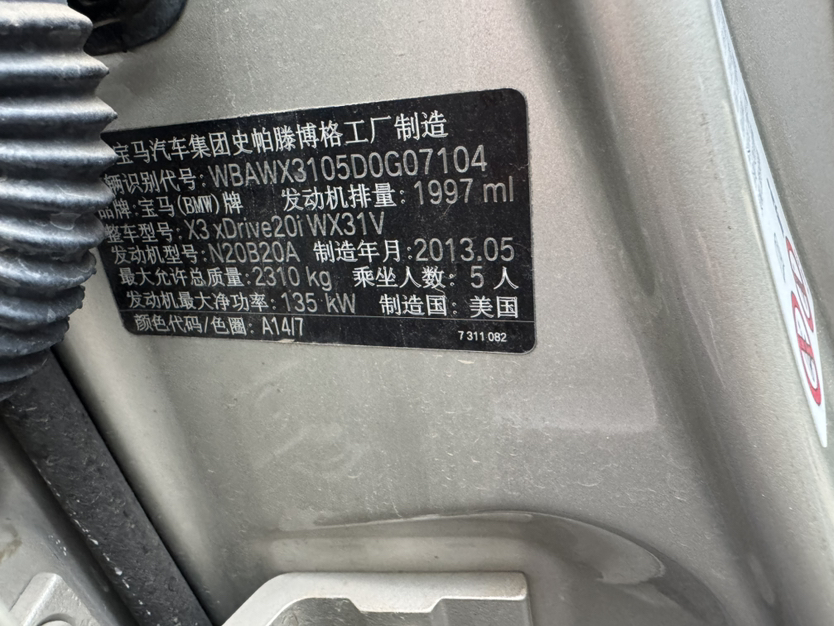 宝马汽车集团史帕滕博格工厂制造
辆识别代号: WBAWX3105D0G07104
品牌: 宝马(BMW)牌 发动机排量: 1997 ml
整车型号: X3 xDrive20i WX31V
发动机型号: N20B20A 制造年月: 2013.05
最大允许总质量: 2310 kg 乘坐人数: 5 人
发动机最大净功率: 135 kW 制造国: 美国
颜色代码/色圈: A14/7
7 311 082